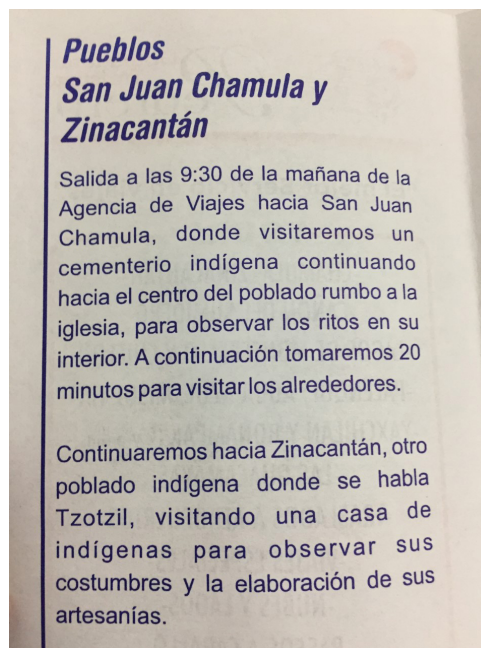 Pueblos
San Juan Chamula y
Zinacantán
Salida a las 9:30 de la mañana de la
Agencia de Viajes hacia San Juan
Chamula, donde visitaremos un
cementerio indígena continuando
hacia el centro del poblado rumbo a la
iglesia, para observar los ritos en su
interior. A continuación tomaremos 20
minutos para visitar los alrededores.
Continuaremos hacia Zinacantán, otro
poblado indígena donde se habla
Tzotzil, visitando una casa de
indígenas para observar sus
costumbres y la elaboración de sus
artesanías.